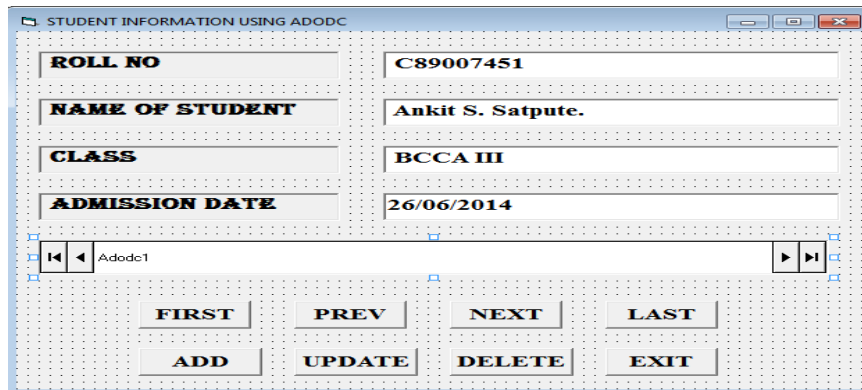 STUDENT INFORMATION USING ADODC
ROLL NO C89007451
NAME OF STUDENT Ankit S. Satpute.
CLASS BCCA III
ADMISSION DATE 26/06/2014
Adodc1
FIRST PREV NEXT LAST
ADD UPDATE DELETE EXIT